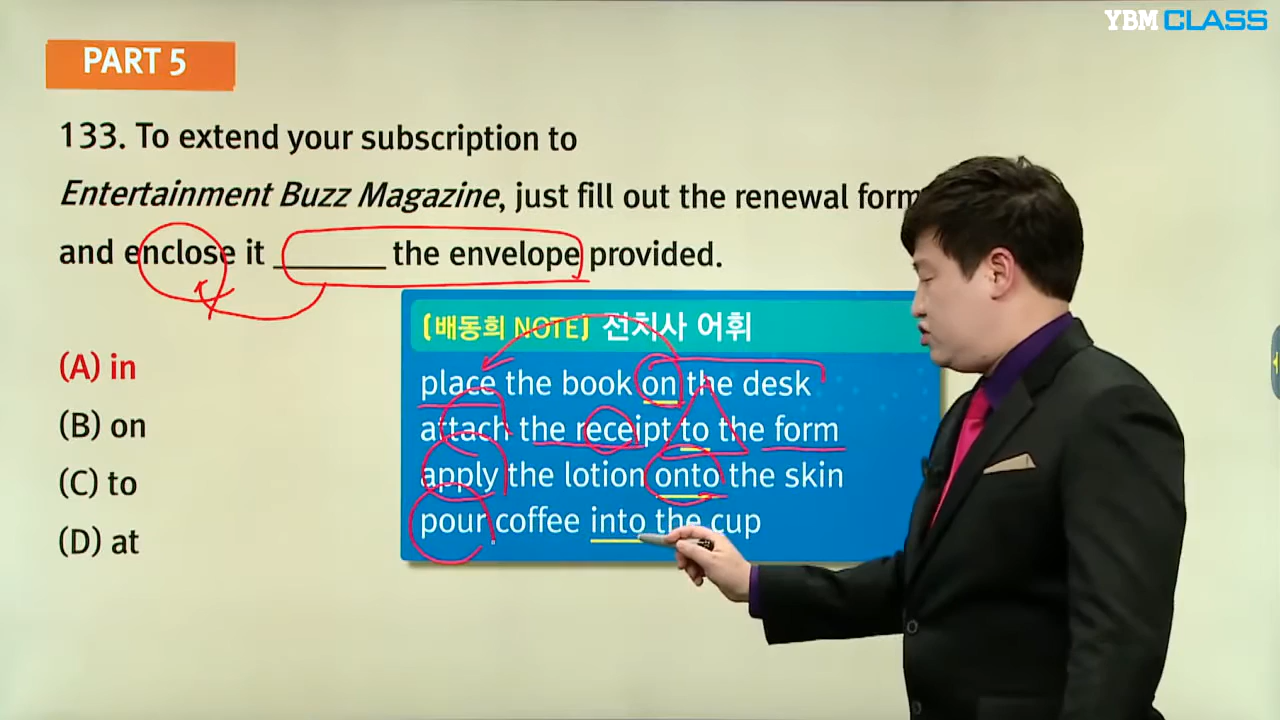 YBM CLASS
PART 5
133. To extend your subscription to
Entertainment Buzz Magazine, just fill out the renewal form
and enclose it ______ the envelope provided.
(A) in
(B) on
(C) to
(D) at
[배동희 NOTE] 전치사 어휘
place the book on the desk
attach the receipt to the form
apply the lotion onto the skin
pour coffee into the cup